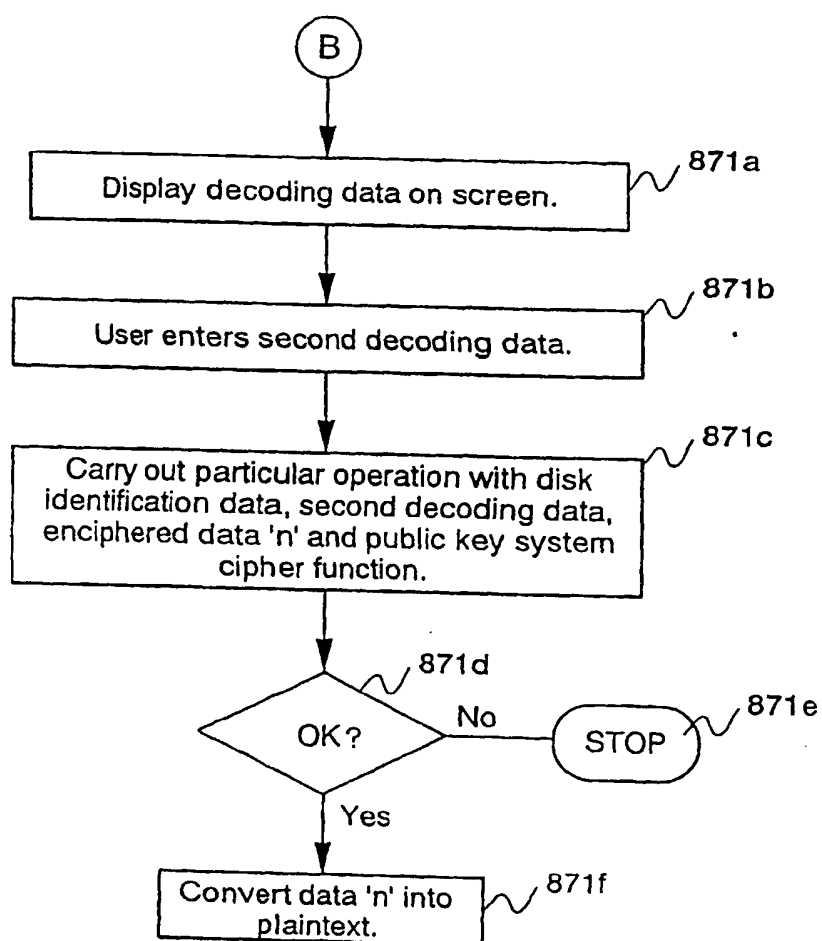 B
871a
Display decoding data on screen.
871b
User enters second decoding data.
871c
Carry out particular operation with disk
identification data, second decoding data,
enciphered data 'n' and public key system
cipher function.
871d
OK?
No
STOP
871e
Yes
871f
Convert data 'n' into
plaintext.